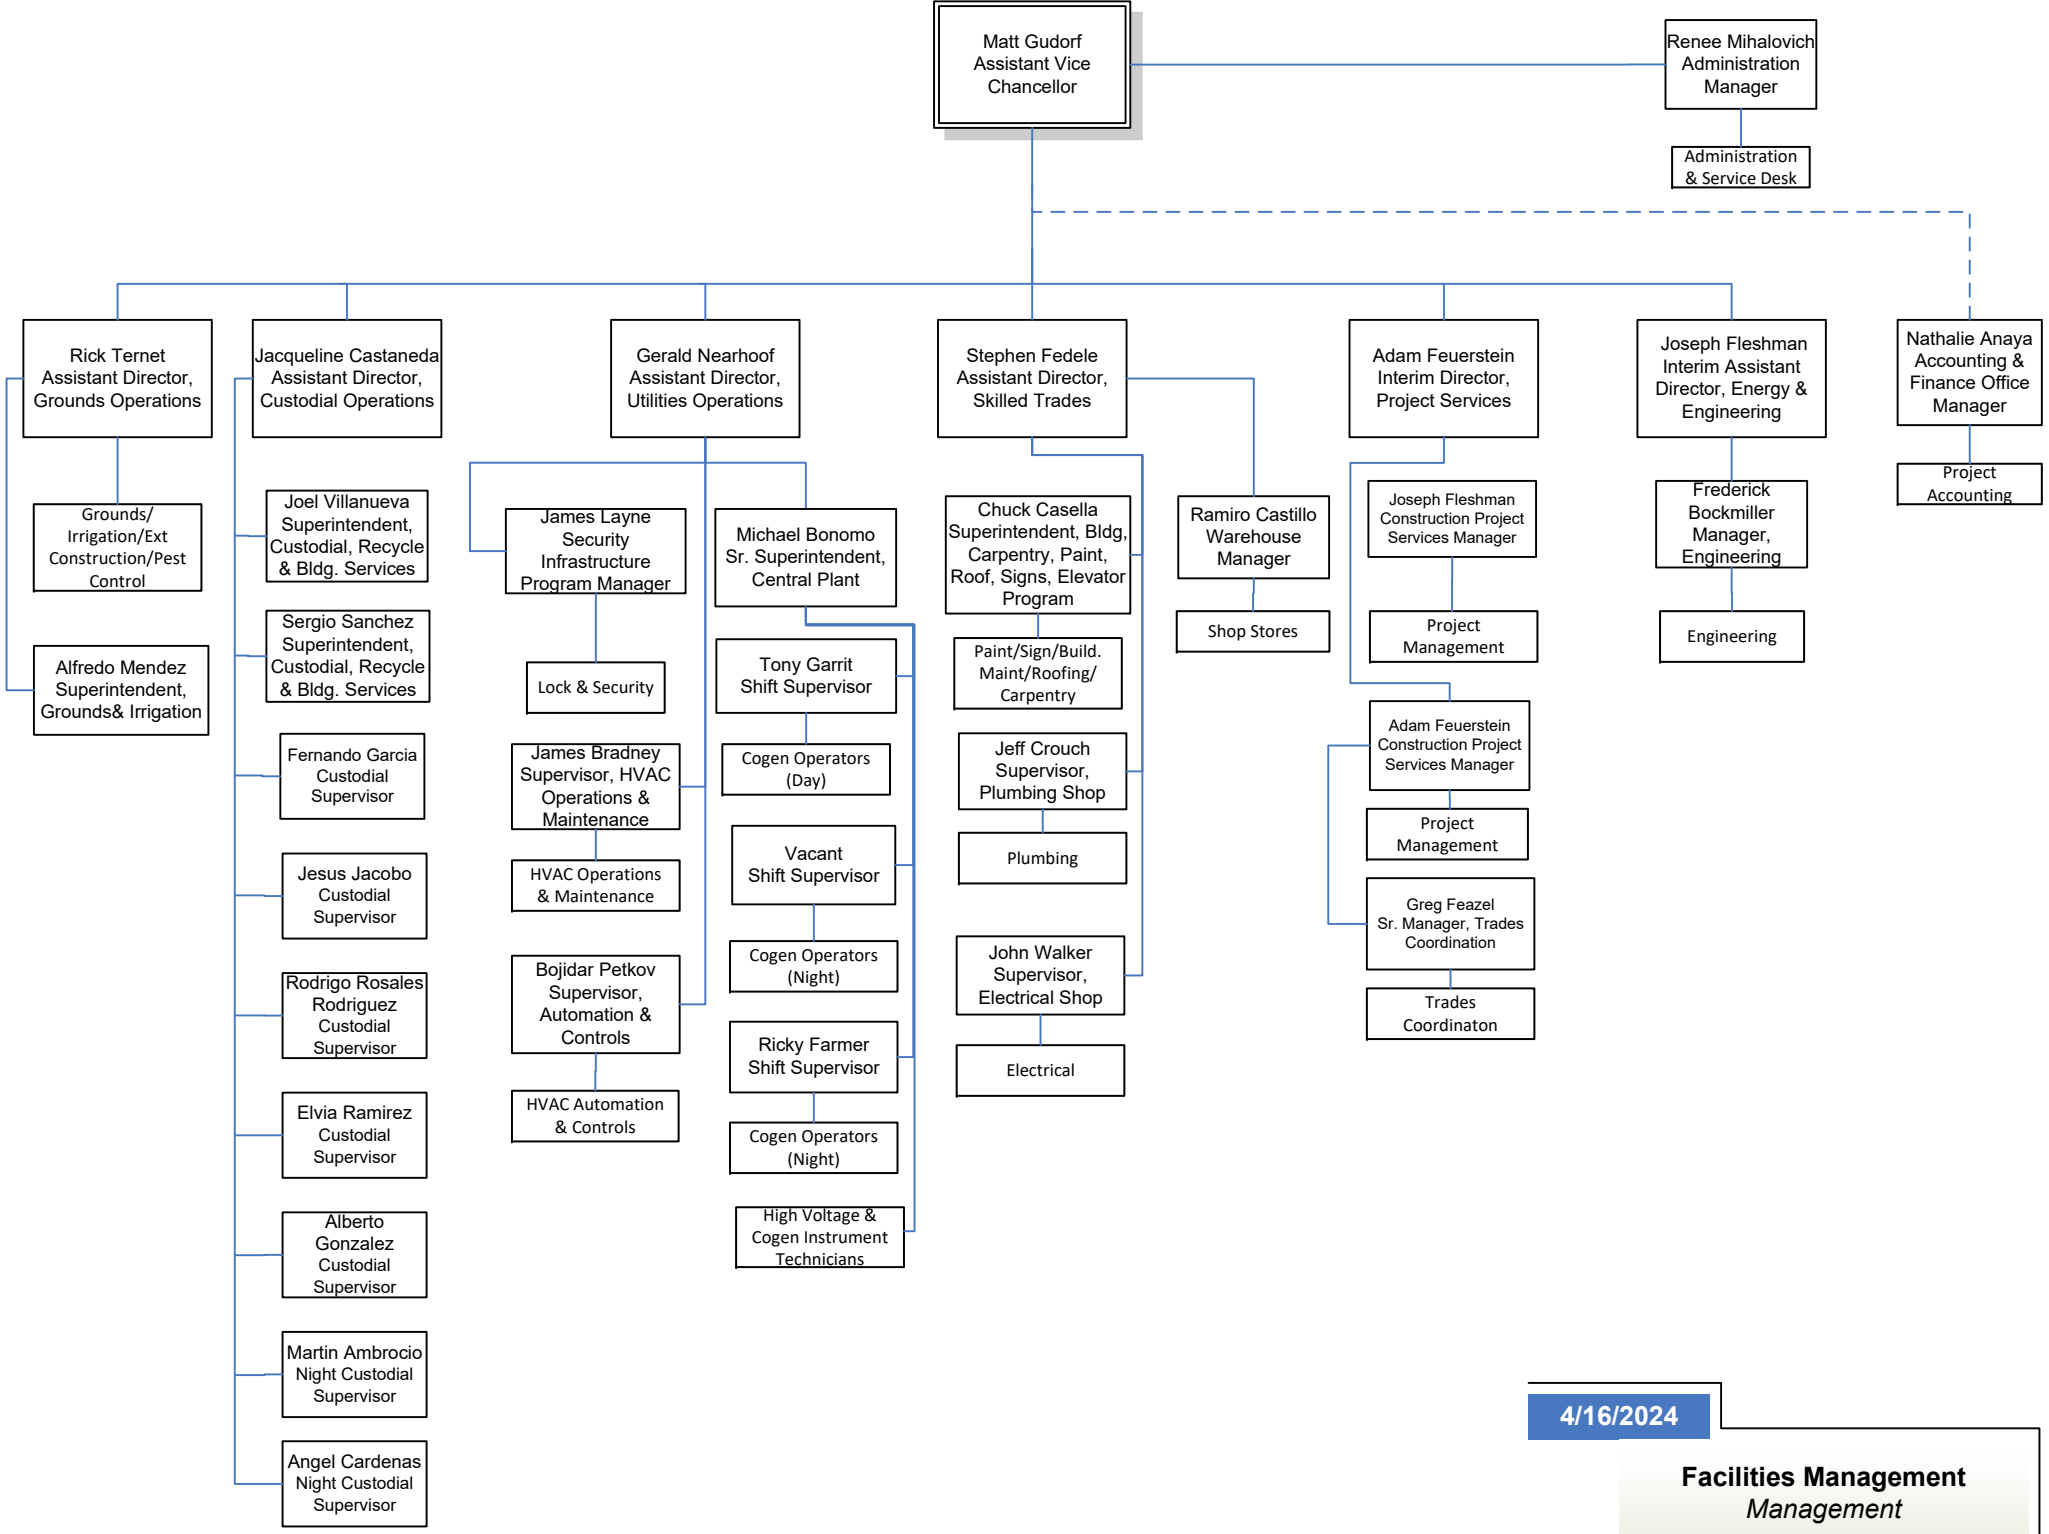 Matt Gudorf
Assistant Vice
Chancellor
Renee Mihalovich
Administration
Manager
Administration
& Service Desk
Rick Ternet
Assistant Director,
Grounds Operations
Jacqueline Castaneda
Assistant Director,
Custodial Operations
Gerald Nearhoof
Assistant Director,
Utilities Operations
Stephen Fedele
Assistant Director,
Skilled Trades
Adam Feuerstein
Interim Director,
Project Services
Joseph Fleshman
Interim Assistant
Director, Energy &
Engineering
Nathalie Anaya
Accounting &
Finance Office
Manager
Project
Accounting
Grounds/
Irrigation/Ext
Construction/Pest
Control
Alfredo Mendez
Superintendent,
Grounds& Irrigation
Joel Villanueva
Superintendent,
Custodial, Recycle
& Bldg. Services
Sergio Sanchez
Superintendent,
Custodial, Recycle
& Bldg. Services
Fernando Garcia
Custodial
Supervisor
Jesus Jacobo
Custodial
Supervisor
Rodrigo Rosales
Rodriguez
Custodial
Supervisor
Elvia Ramirez
Custodial
Supervisor
Alberto
Gonzalez
Custodial
Supervisor
Martin Ambrocio
Night Custodial
Supervisor
Angel Cardenas
Night Custodial
Supervisor
James Layne
Security
Infrastructure
Program Manager
Lock & Security
James Bradney
Supervisor, HVAC
Operations &
Maintenance
HVAC Operations
& Maintenance
Bojidar Petkov
Supervisor,
Automation &
Controls
HVAC Automation
& Controls
Michael Bonomo
Sr. Superintendent,
Central Plant
Tony Garrit
Shift Supervisor
Cogen Operators
(Day)
Vacant
Shift Supervisor
Cogen Operators
(Night)
Ricky Farmer
Shift Supervisor
Cogen Operators
(Night)
High Voltage &
Cogen Instrument
Technicians
Chuck Casella
Superintendent, Bldg,
Carpentry, Paint,
Roof, Signs, Elevator
Program
Paint/Sign/Build.
Maint/Roofing/
Carpentry
Jeff Crouch
Supervisor,
Plumbing Shop
Plumbing
John Walker
Supervisor,
Electrical Shop
Electrical
Ramiro Castillo
Warehouse
Manager
Shop Stores
Joseph Fleshman
Construction Project
Services Manager
Project
Management
Adam Feuerstein
Construction Project
Services Manager
Project
Management
Greg Feazel
Sr. Manager, Trades
Coordination
Trades
Coordinaton
Frederick
Bockmiller
Manager,
Engineering
Engineering
4/16/2024
Facilities Management
Management